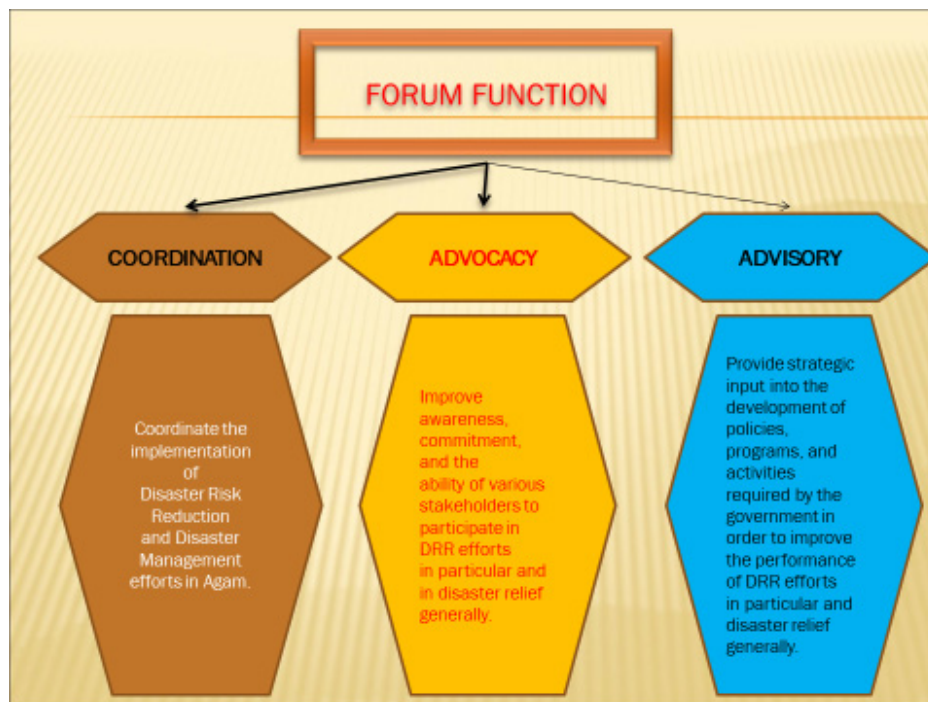 FORUM FUNCTION
COORDINATION
ADVOCACY
ADVISORY
Coordinate the
implementation
of
Disaster Risk
Reduction
and Disaster
Management
efforts in Agam.
Improve
awareness,
commitment,
and the
ability of various
stakeholders to
participate in
DRR efforts
in particular and
in disaster relief
generally.
Provide strategic
input into the
development of
policies,
programs, and
activities
required by the
government in
order to improve
the performance
of DRR efforts
in particular and
disaster relief
generally.